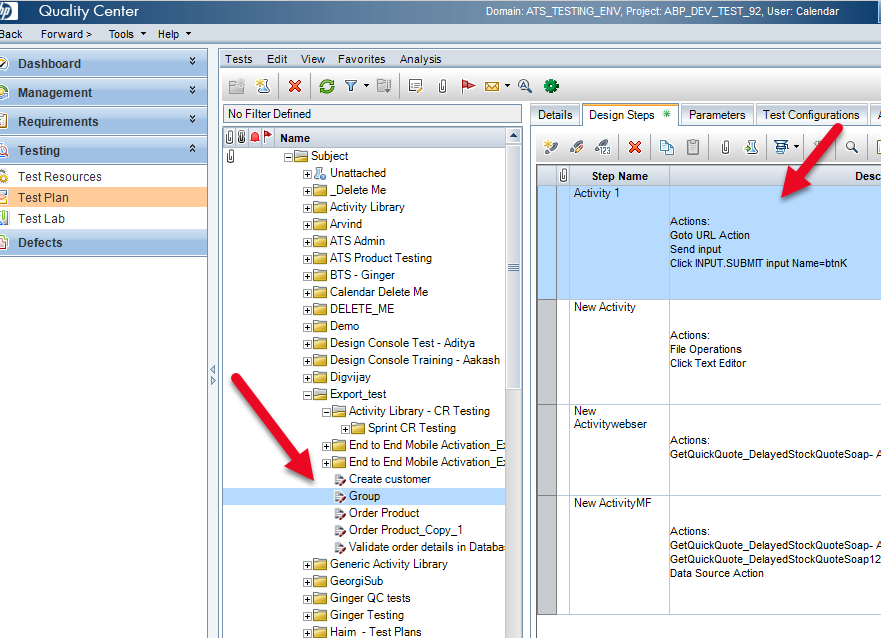 hp Quality Center
Domain: ATS_TESTING_ENV, Project: ABP_DEV_TEST_92, User: Calendar
Back Forward > Tools Help
Dashboard
Management
Requirements
Testing
Test Resources
Test Plan
Test Lab
Defects
Tests Edit View Favorites Analysis
No Filter Defined
Name
Subject
Unattached
_Delete Me
Activity Library
Arvind
ATS Admin
ATS Product Testing
BTS - Ginger
Calendar Delete Me
DELETE_ME
Demo
Design Console Test - Aditya
Design Console Training - Aakash
Digvijay
Export_test
Activity Library - CR Testing
Sprint CR Testing
End to End Mobile Activation_E
End to End Mobile Activation_E
Create customer
Group
Order Product
Order Product_Copy_1
Validate order details in Databa
Generic Activity Library
GeorgiSub
Ginger QC tests
Ginger Testing
Haim - Test Plans
Details Design Steps * Parameters Test Configurations
123
Step Name Desc
Activity 1
Actions:
Goto URL Action
Send input
Click INPUT.SUBMIT input Name=btnK
New Activity
Actions:
File Operations
Click Text Editor
New
Activitywebser
Actions:
GetQuickQuote_DelayedStockQuoteSoap- A
New ActivityMF
Actions:
GetQuickQuote_DelayedStockQuoteSoap- A
GetQuickQuote_DelayedStockQuoteSoap12
Data Source Action